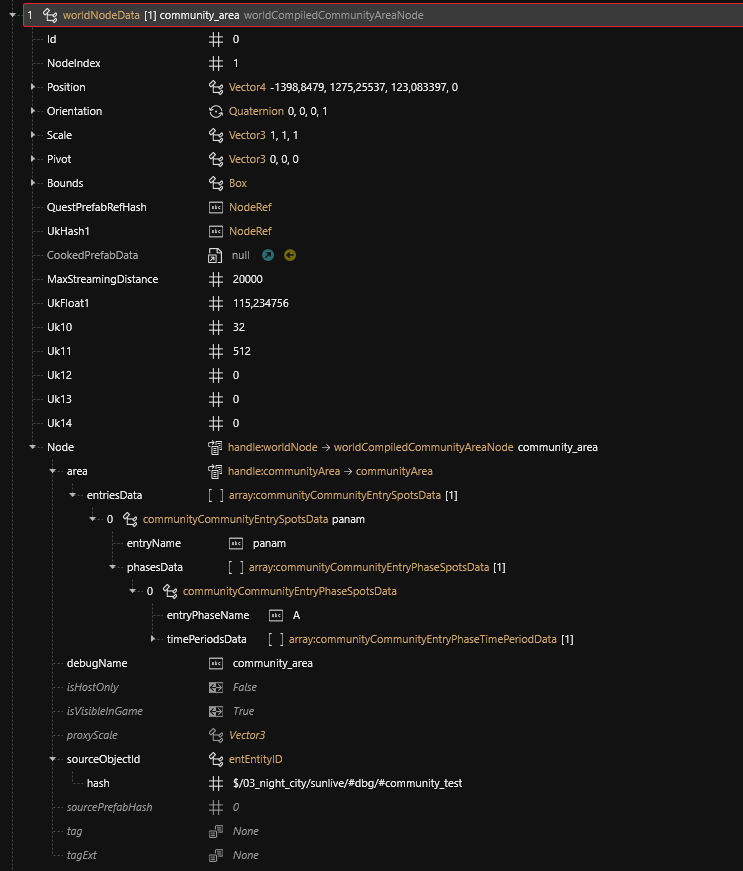 1 worldNodeData [1] community_area worldCompiledCommunityAreaNode
Id 0
NodeIndex 1
Position Vector4 -1398,8479, 1275,25537, 123,083397, 0
Orientation Quaternion 0, 0, 0, 1
Scale Vector3 1, 1, 1
Pivot Vector3 0, 0, 0
Bounds Box
QuestPrefabRefHash abc NodeRef
UkHash1 abc NodeRef
CookedPrefabData null
MaxStreamingDistance 20000
UkFloat1 115,234756
Uk10 32
Uk11 512
Uk12 0
Uk13 0
Uk14 0
Node handle:worldNode → worldCompiledCommunityAreaNode community_area
area handle:communityArea → communityArea
entriesData [ ] array:communityCommunityEntrySpotsData [1]
0 communityCommunityEntrySpotsData panam
entryName abc panam
phasesData [ ] array:communityCommunityEntryPhaseSpotsData [1]
0 communityCommunityEntryPhaseSpotsData
entryPhaseName abc A
timePeriodsData [ ] array:communityCommunityEntryPhaseTimePeriodData [1]
debugName abc community_area
isHostOnly False
isVisibleInGame True
proxyScale Vector3
sourceObjectId entEntityID
hash $/03_night_city/sunlive/#dbg/#community_test
sourcePrefabHash 0
tag None
tagExt None